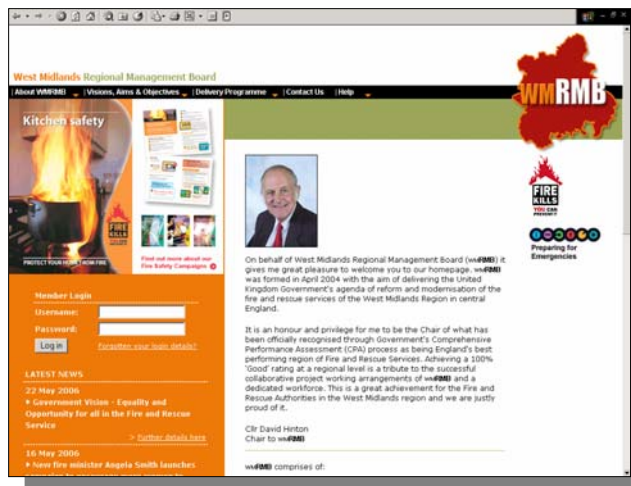 West Midlands Regional Management Board
|About WMRMB |Visions, Aims & Objectives |Delivery Programme |Contact Us |Help
wmRMB
Kitchen safety
FIRE
KILLS
YOU CAN
PREVENT IT
PROTECT YOUR HOME FROM FIRE
Find out more about our
Fire Safety Campaigns
FIRE
KILLS
YOU CAN
PREVENT IT
Preparing for
Emergencies
Member Login
Username:
Password:
Log in
Forgotten your login details?
LATEST NEWS
22 May 2006
Government Vision - Equality and
Opportunity for all in the Fire and Rescue
Service
> Further details here
16 May 2006
New fire minister Angela Smith launches
On behalf of West Midlands Regional Management Board (wmRMB) it
gives me great pleasure to welcome you to our homepage. wmRMB
was formed in April 2004 with the aim of delivering the United
Kingdom Government's agenda of reform and modernisation of the
fire and rescue services of the West Midlands Region in central
England.
It is an honour and privilege for me to be the Chair of what has
been officially recognised through Government's Comprehensive
Performance Assessment (CPA) process as being England's best
performing region of Fire and Rescue Services. Achieving a 100%
'Good' rating at a regional level is a tribute to the successful
collaborative project working arrangements of wmRMB and a
dedicated workforce. This is a great achievement for the Fire and
Rescue Authorities in the West Midlands region and we are justly
proud of it.
Cllr David Hinton
Chair to wmRMB
wmRMB comprises of: